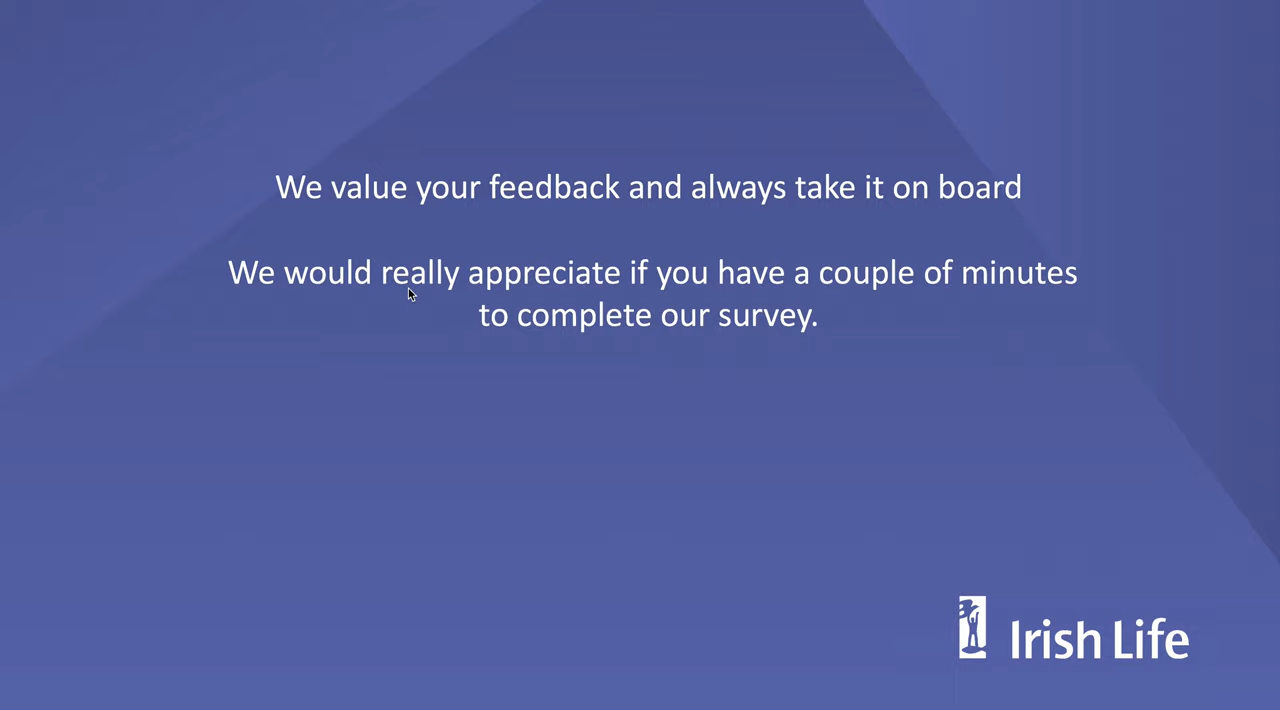 We value your feedback and always take it on board
We would really appreciate if you have a couple of minutes
to complete our survey.
Irish Life